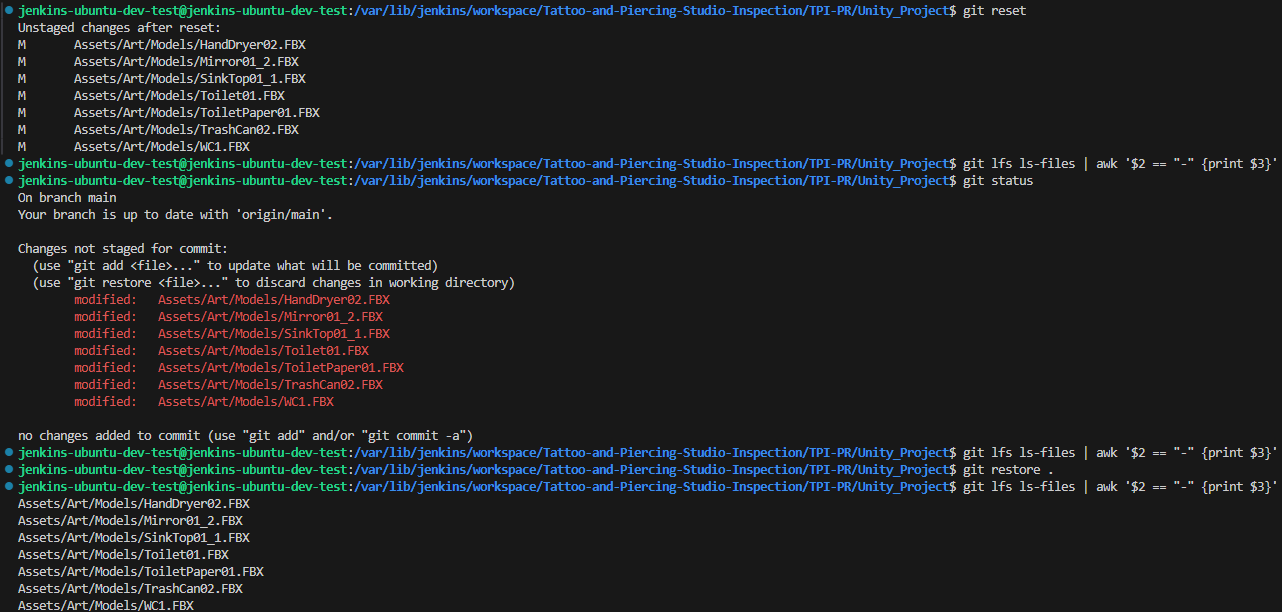 jenkins-ubuntu-dev-test@jenkins-ubuntu-dev-test:/var/lib/jenkins/workspace/Tattoo-and-Piercing-Studio-Inspection/TPI-PR/Unity_Project$ git reset
Unstaged changes after reset:
M       Assets/Art/Models/HandDryer02.FBX
M       Assets/Art/Models/Mirror01_2.FBX
M       Assets/Art/Models/SinkTop01_1.FBX
M       Assets/Art/Models/Toilet01.FBX
M       Assets/Art/Models/ToiletPaper01.FBX
M       Assets/Art/Models/TrashCan02.FBX
M       Assets/Art/Models/WC1.FBX
jenkins-ubuntu-dev-test@jenkins-ubuntu-dev-test:/var/lib/jenkins/workspace/Tattoo-and-Piercing-Studio-Inspection/TPI-PR/Unity_Project$ git lfs ls-files | awk '$2 == "-" {print $3}'
jenkins-ubuntu-dev-test@jenkins-ubuntu-dev-test:/var/lib/jenkins/workspace/Tattoo-and-Piercing-Studio-Inspection/TPI-PR/Unity_Project$ git status
On branch main
Your branch is up to date with 'origin/main'.

Changes not staged for commit:
  (use "git add <file>..." to update what will be committed)
  (use "git restore <file>..." to discard changes in working directory)
        modified:   Assets/Art/Models/HandDryer02.FBX
        modified:   Assets/Art/Models/Mirror01_2.FBX
        modified:   Assets/Art/Models/SinkTop01_1.FBX
        modified:   Assets/Art/Models/Toilet01.FBX
        modified:   Assets/Art/Models/ToiletPaper01.FBX
        modified:   Assets/Art/Models/TrashCan02.FBX
        modified:   Assets/Art/Models/WC1.FBX

no changes added to commit (use "git add" and/or "git commit -a")
jenkins-ubuntu-dev-test@jenkins-ubuntu-dev-test:/var/lib/jenkins/workspace/Tattoo-and-Piercing-Studio-Inspection/TPI-PR/Unity_Project$ git lfs ls-files | awk '$2 == "-" {print $3}'
jenkins-ubuntu-dev-test@jenkins-ubuntu-dev-test:/var/lib/jenkins/workspace/Tattoo-and-Piercing-Studio-Inspection/TPI-PR/Unity_Project$ git restore .
jenkins-ubuntu-dev-test@jenkins-ubuntu-dev-test:/var/lib/jenkins/workspace/Tattoo-and-Piercing-Studio-Inspection/TPI-PR/Unity_Project$ git lfs ls-files | awk '$2 == "-" {print $3}'
Assets/Art/Models/HandDryer02.FBX
Assets/Art/Models/Mirror01_2.FBX
Assets/Art/Models/SinkTop01_1.FBX
Assets/Art/Models/Toilet01.FBX
Assets/Art/Models/ToiletPaper01.FBX
Assets/Art/Models/TrashCan02.FBX
Assets/Art/Models/WC1.FBX